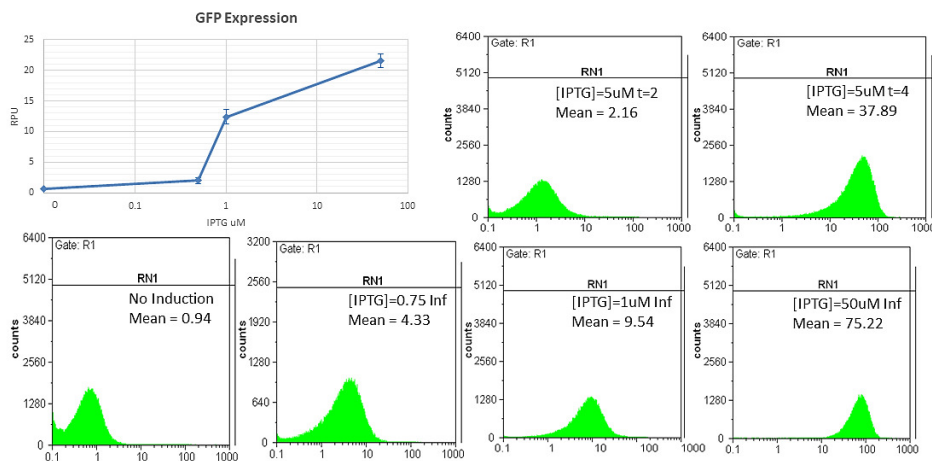 GFP Expression
25
20
15
10
5
0
RPU
0 0.1 1 10 100
IPTG uM
6400
5120
3840
2560
1280
0
counts
Gate: R1
RN1
[IPTG]=5uM t=2
Mean = 2.16
0.1 1 10 100 1000
6400
5120
3840
2560
1280
0
counts
Gate: R1
RN1
[IPTG]=5uM t=4
Mean = 37.89
0.1 1 10 100 1000
6400
5120
3840
2560
1280
0
counts
Gate: R1
RN1
No Induction
Mean = 0.94
0.1 1 10 100 1000
3200
2560
1920
1280
640
0
counts
Gate: R1
RN1
[IPTG]=0.75 Inf
Mean = 4.33
0.1 1 10 100 1000
6400
5120
3840
2560
1280
0
counts
Gate: R1
RN1
[IPTG]=1uM Inf
Mean = 9.54
0.1 1 10 100 1000
6400
5120
3840
2560
1280
0
counts
Gate: R1
RN1
[IPTG]=50uM Inf
Mean = 75.22
0.1 1 10 100 1000